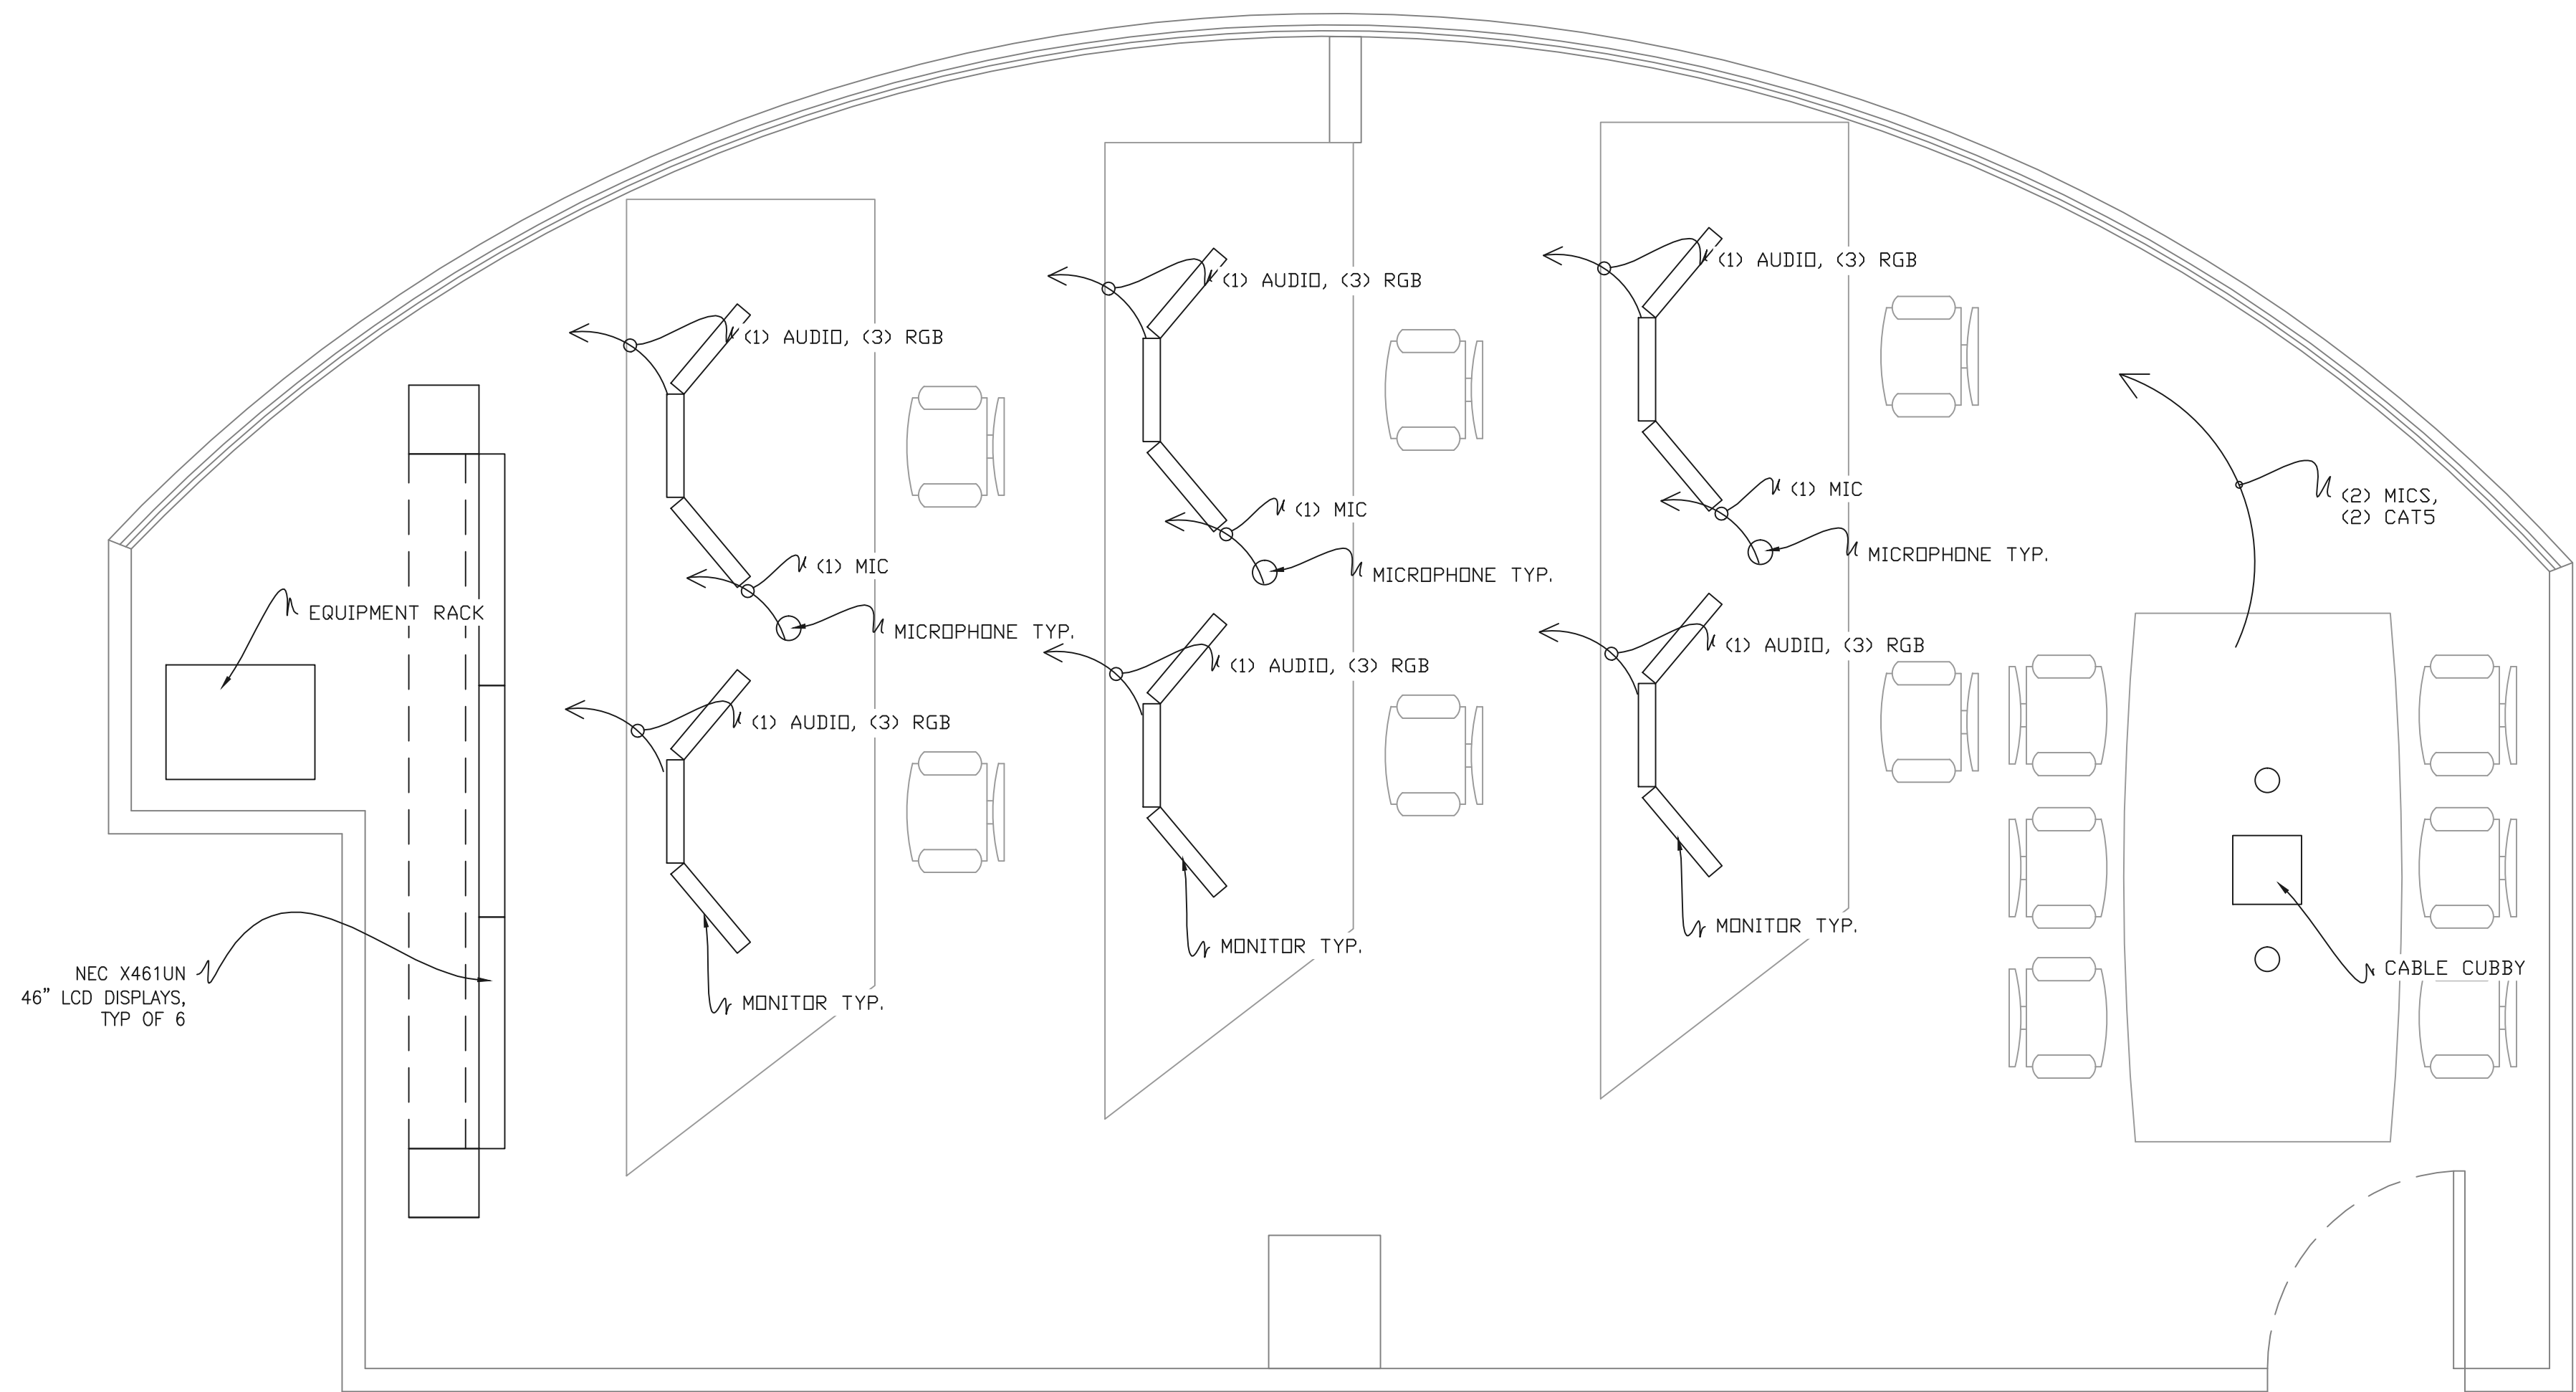 (1) AUDIO, (3) RGB
(1) AUDIO, (3) RGB
(1) AUDIO, (3) RGB
(1) MIC
(2) MICS,
(2) CAT5
(1) MIC
MICROPHONE TYP.
(1) MIC
MICROPHONE TYP.
EQUIPMENT RACK
MICROPHONE TYP.
(1) AUDIO, (3) RGB
(1) AUDIO, (3) RGB
(1) AUDIO, (3) RGB
MONITOR TYP.
MONITOR TYP.
CABLE CUBBY
NEC X461UN
46” LCD DISPLAYS,
TYP OF 6
MONITOR TYP.